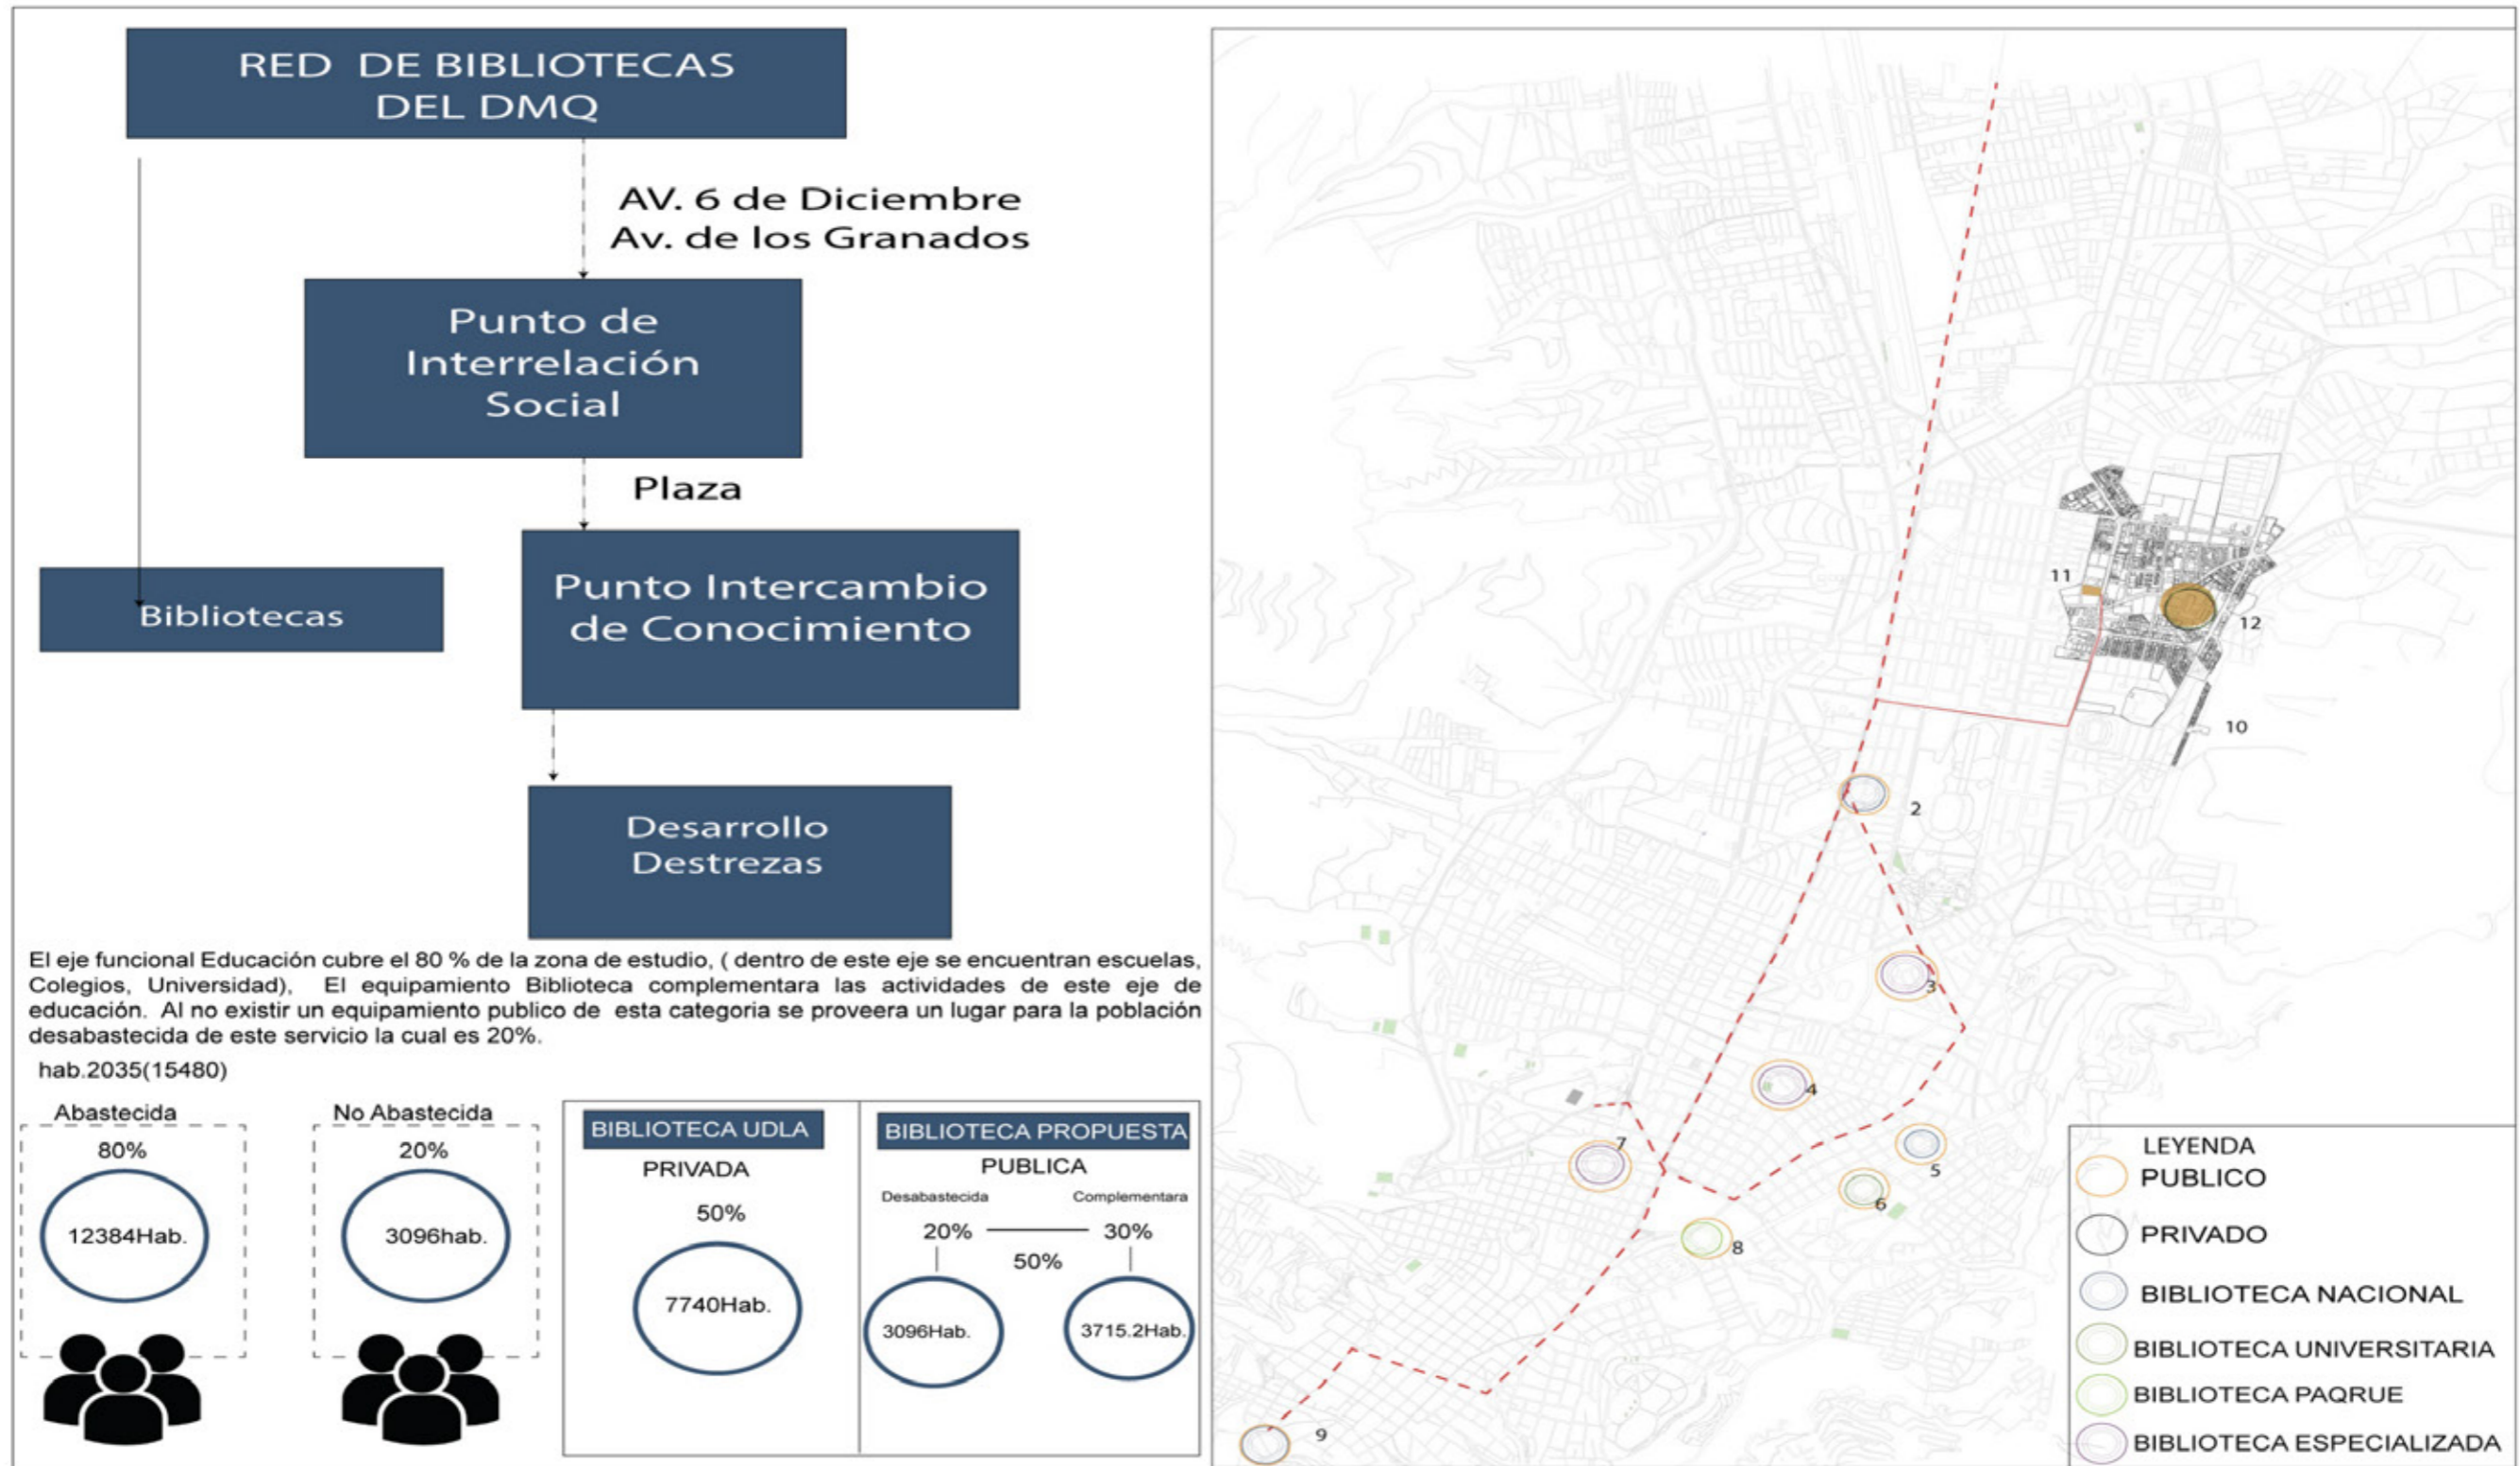 RED DE BIBLIOTECAS
DEL DMQ
AV. 6 de Diciembre
Av. de los Granados
Punto de
Interrelación
Social
Plaza
Bibliotecas
Punto Intercambio
de Conocimiento
Desarrollo
Destrezas
El eje funcional Educación cubre el 80 % de la zona de estudio, ( dentro de este eje se encuentran escuelas,
Colegios, Universidad), El equipamiento Biblioteca complementara las actividades de este eje de
educación. Al no existir un equipamiento publico de esta categoria se proveera un lugar para la población
desabastecida de este servicio la cual es 20%.
hab.2035(15480)
Abastecida
80%
12384Hab.
No Abastecida
20%
3096hab.
BIBLIOTECA UDLA
PRIVADA
50%
7740Hab.
BIBLIOTECA PROPUESTA
PUBLICA
Desabastecida
Complementara
20%
30%
50%
3096Hab.
3715.2Hab.
11
12
10
2
3
4
5
6
7
8
9
LEYENDA
PUBLICO
PRIVADO
BIBLIOTECA NACIONAL
BIBLIOTECA UNIVERSITARIA
BIBLIOTECA PAQRUE
BIBLIOTECA ESPECIALIZADA